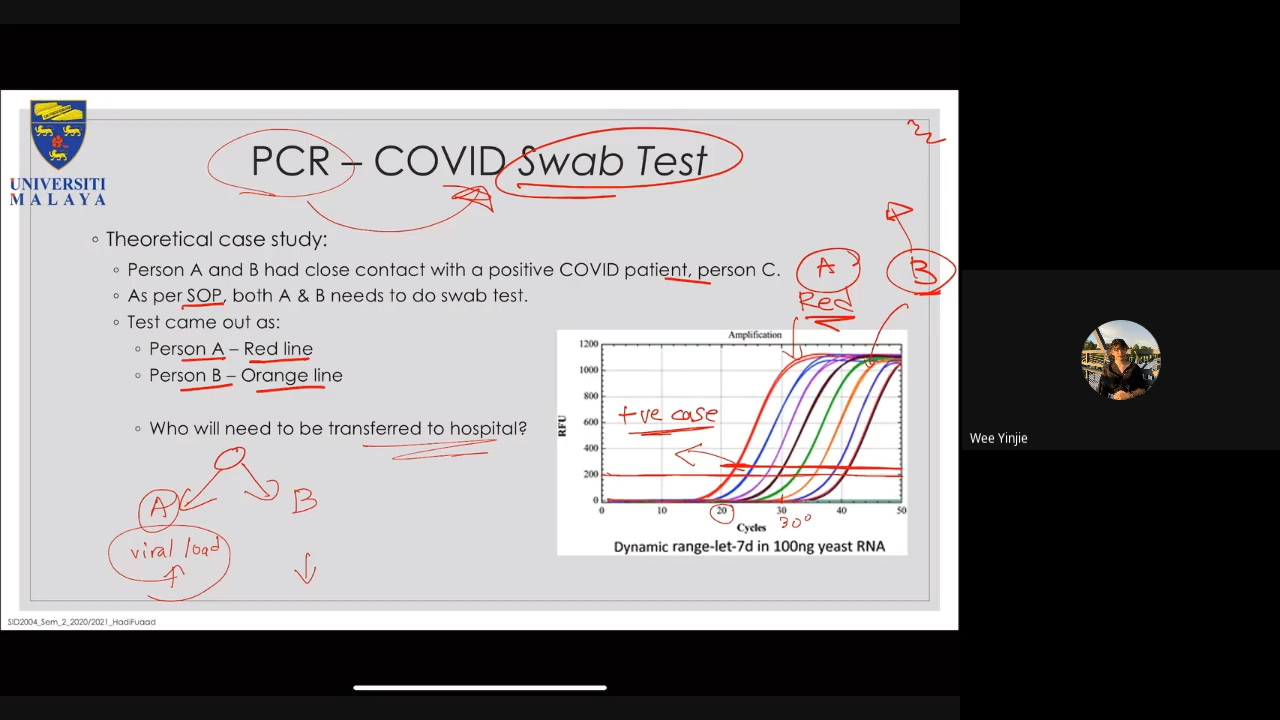 UNIVERSITI
MALAYA
PCR – COVID Swab Test
Theoretical case study:
Person A and B had close contact with a positive COVID patient, person C.
As per SOP, both A & B needs to do swab test.
Test came out as:
Person A – Red line
Person B – Orange line
Who will need to be transferred to hospital?
A
viral load
B
A
Red
B
Amplification
1200
1000
800
600
400
200
0
RFU
+ve case
0 10 20 30 40 50
30°
Cycles
Dynamic range-let-7d in 100ng yeast RNA
SID2004_Sem_2_2020/2021_HadiFuaad
Wee Yinjie